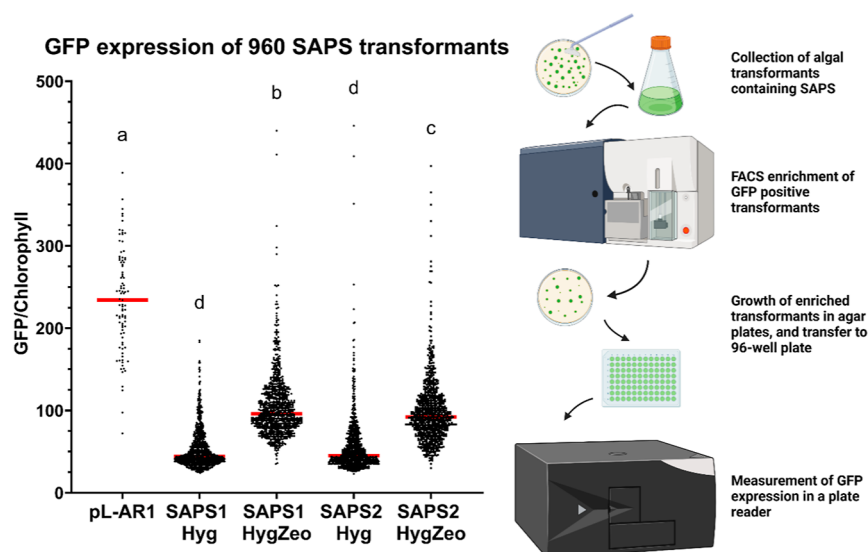 GFP expression of 960 SAPS transformants
GFP/Chlorophyll
500
400
300
200
100
0
a
d
b
d
c
pL-AR1
SAPS1
Hyg
SAPS1
HygZeo
SAPS2
Hyg
SAPS2
HygZeo
Collection of algal
transformants
containing SAPS
FACS enrichment of
GFP positive
transformants
Growth of enriched
transformants in agar
plates, and transfer to
96-well plate
Measurement of GFP
expression in a plate
reader